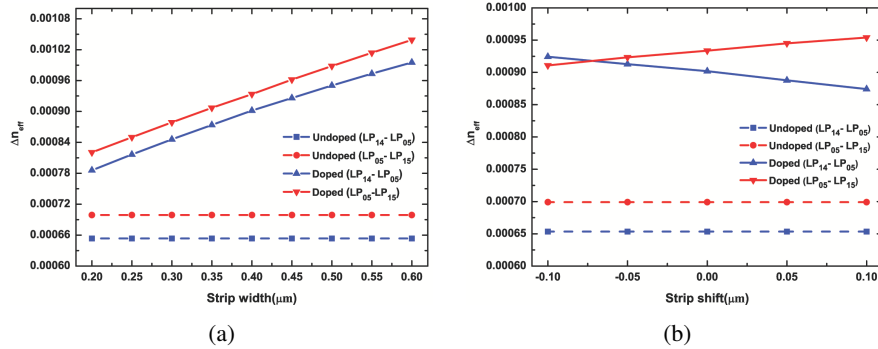 0.00108
0.00102
0.00096
0.00090
0.00084
0.00078
0.00072
0.00066
0.00060
Δn_eff
Undoped (LP₁₄- LP₀₅)
Undoped (LP₀₅- LP₁₅)
Doped (LP₁₄- LP₀₅)
Doped (LP₀₅-LP₁₅)
0.20 0.25 0.30 0.35 0.40 0.45 0.50 0.55 0.60
Strip width(μm)
(a)
0.00100
0.00095
0.00090
0.00085
0.00080
0.00075
0.00070
0.00065
0.00060
Δn_eff
Undoped (LP₁₄- LP₀₅)
Undoped (LP₀₅- LP₁₅)
Doped (LP₁₄- LP₀₅)
Doped (LP₀₅- LP₁₅)
-0.10 -0.05 0.00 0.05 0.10
Strip shift(μm)
(b)